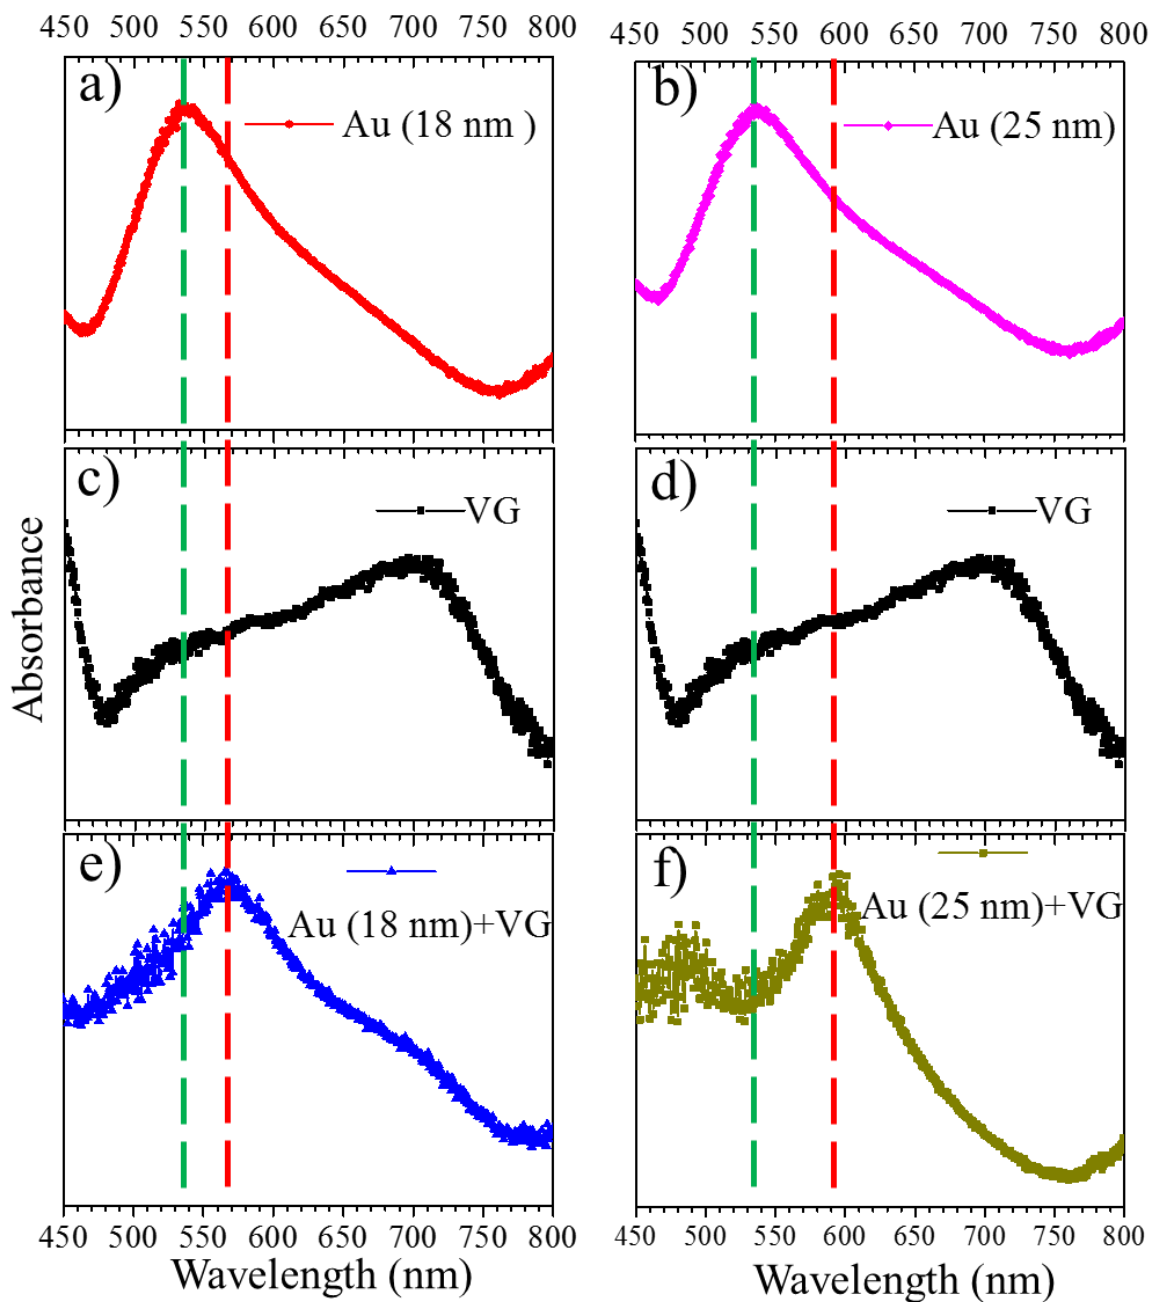 450 500 550 600 650 700 750 800
450 500 550 600 650 700 750 800
a)
Au (18 nm )
b)
Au (25 nm)
c)
VG
d)
VG
Absorbance
e)
Au (18 nm)+VG
f)
Au (25 nm)+VG
450 500 550 600 650 700 750 800
450 500 550 600 650 700 750 800
Wavelength (nm)
Wavelength (nm)